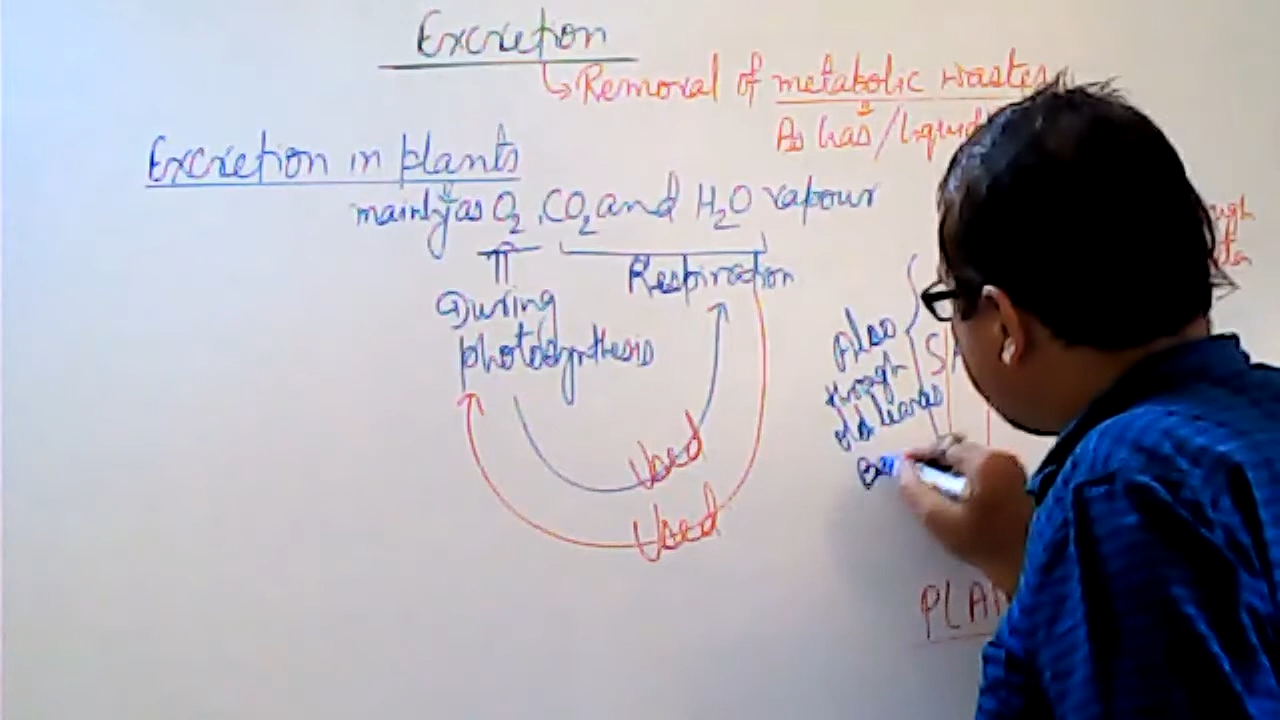 Excretion
Removal of metabolic wastes
As Gas/liquid
Excretion in plants
mainly as O₂, CO₂ and H₂O vapour
Respiration
During
photosynthesis
Used
Used
Also
through
old leaves
PLAN